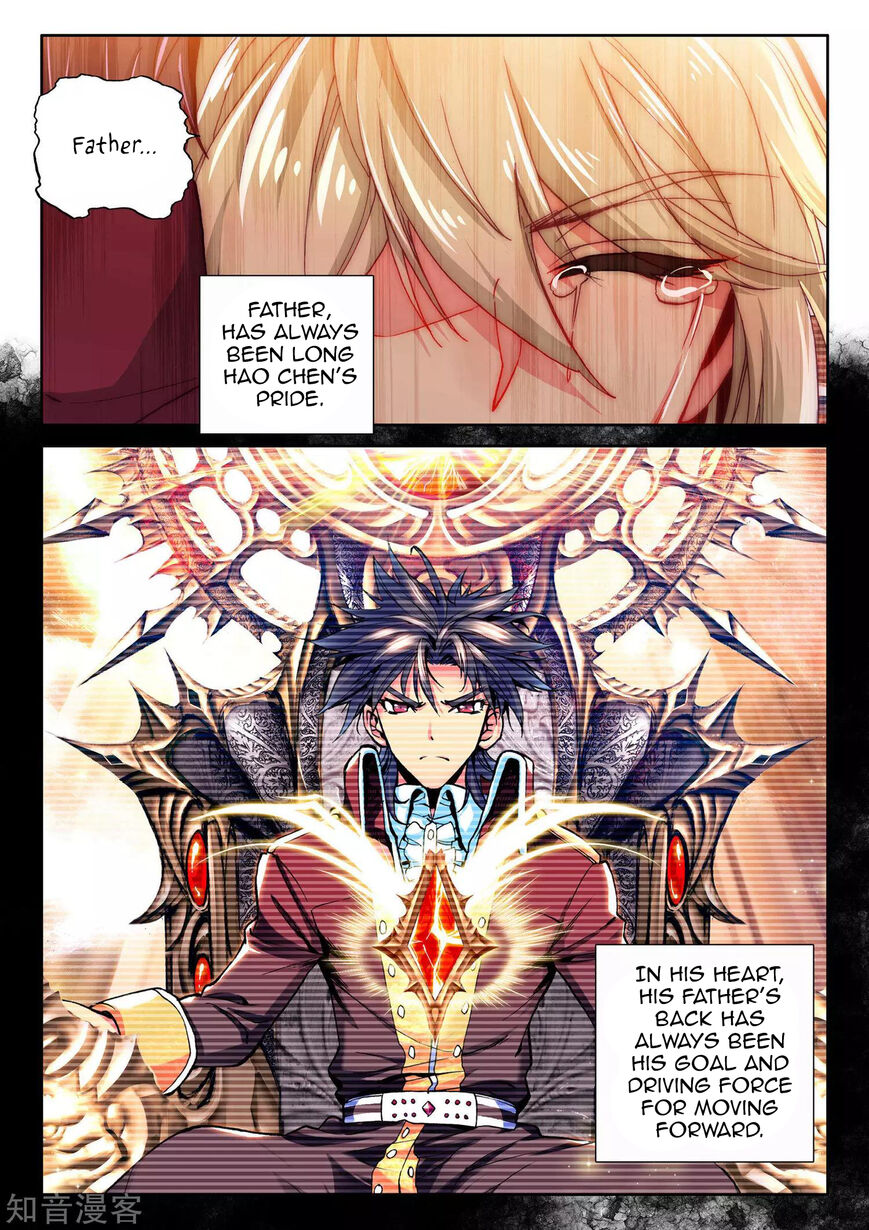 Father...
FATHER,
HAS ALWAYS
BEEN LONG
HAO CHEN'S
PRIDE.
IN HIS HEART,
HIS FATHER'S
BACK HAS
ALWAYS BEEN
HIS GOAL AND
DRIVING FORCE
FOR MOVING
FORWARD.
知音漫客